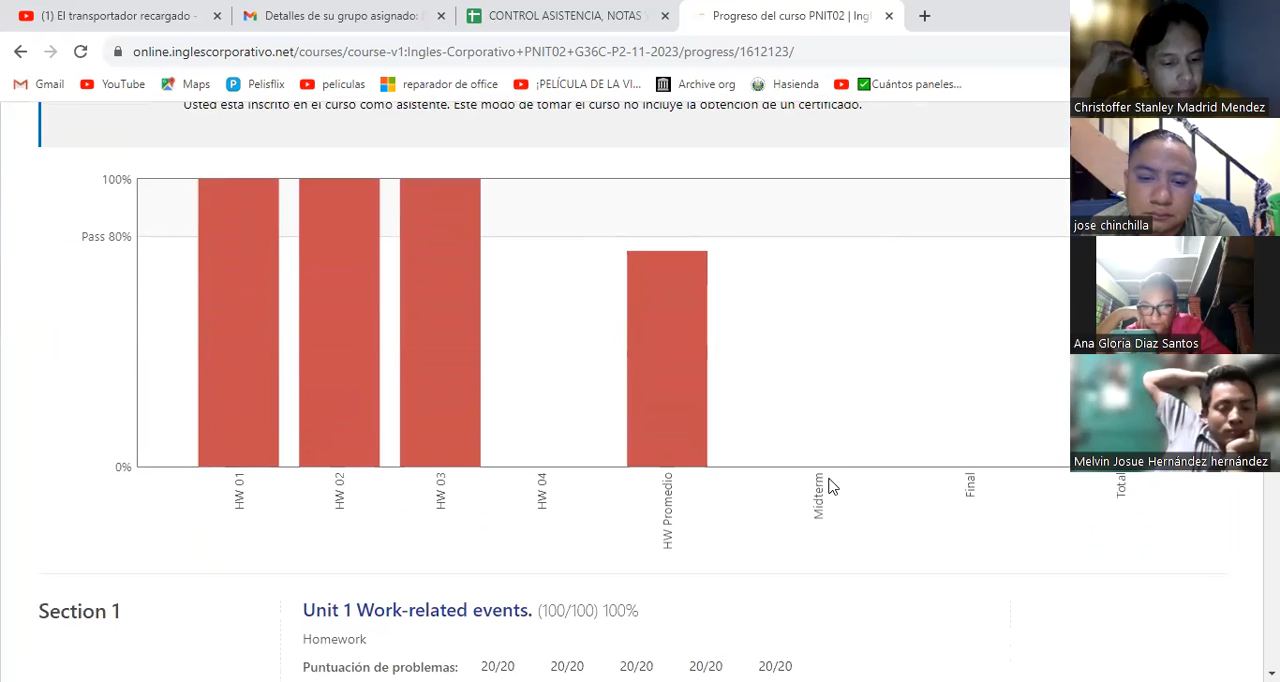 (1) El transportador recargado -
Detalles de su grupo asignado:
CONTROL ASISTENCIA, NOTAS
Progreso del curso PNIT02 | Ing
online.inglescorporativo.net/courses/course-v1:Ingles-Corporativo+PNIT02+G36C-P2-11-2023/progress/1612123/
Gmail
YouTube
Maps
Pelisflix
peliculas
reparador de office
¡PELÍCULA DE LA VI...
Archive org
Hacienda
Cuántos paneles...
Usted está inscrito en el curso como asistente. Este modo de tomar el curso no incluye la obtención de un certificado.
100%
Pass 80%
0%
HW 01
HW 02
HW 03
HW 04
HW Promedio
Midterm
Final
Total
Section 1
Unit 1 Work-related events. (100/100) 100%
Homework
Puntuación de problemas: 20/20 20/20 20/20 20/20 20/20
Christoffer Stanley Madrid Mendez
jose chinchilla
Ana Gloria Diaz Santos
Melvin Josue Hernández hernández